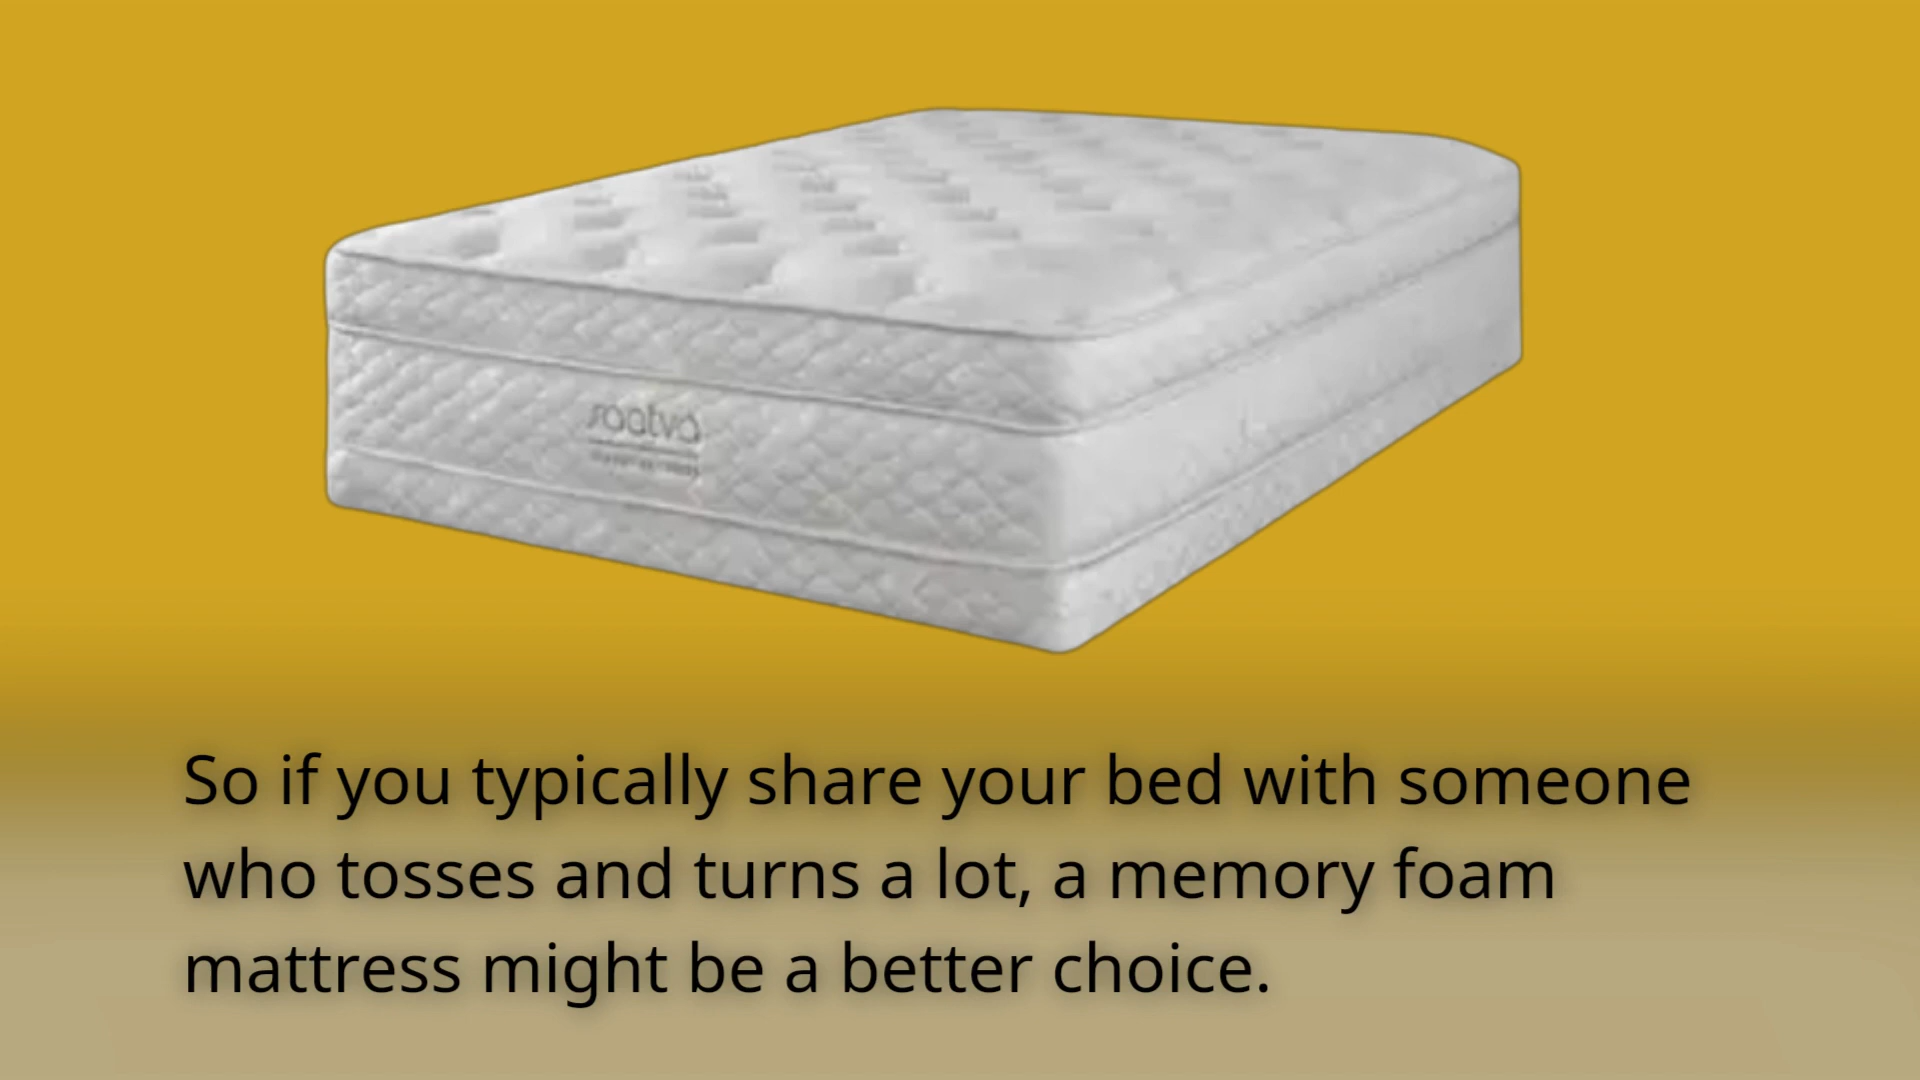 saatva
So if you typically share your bed with someone
who tosses and turns a lot, a memory foam
mattress might be a better choice.